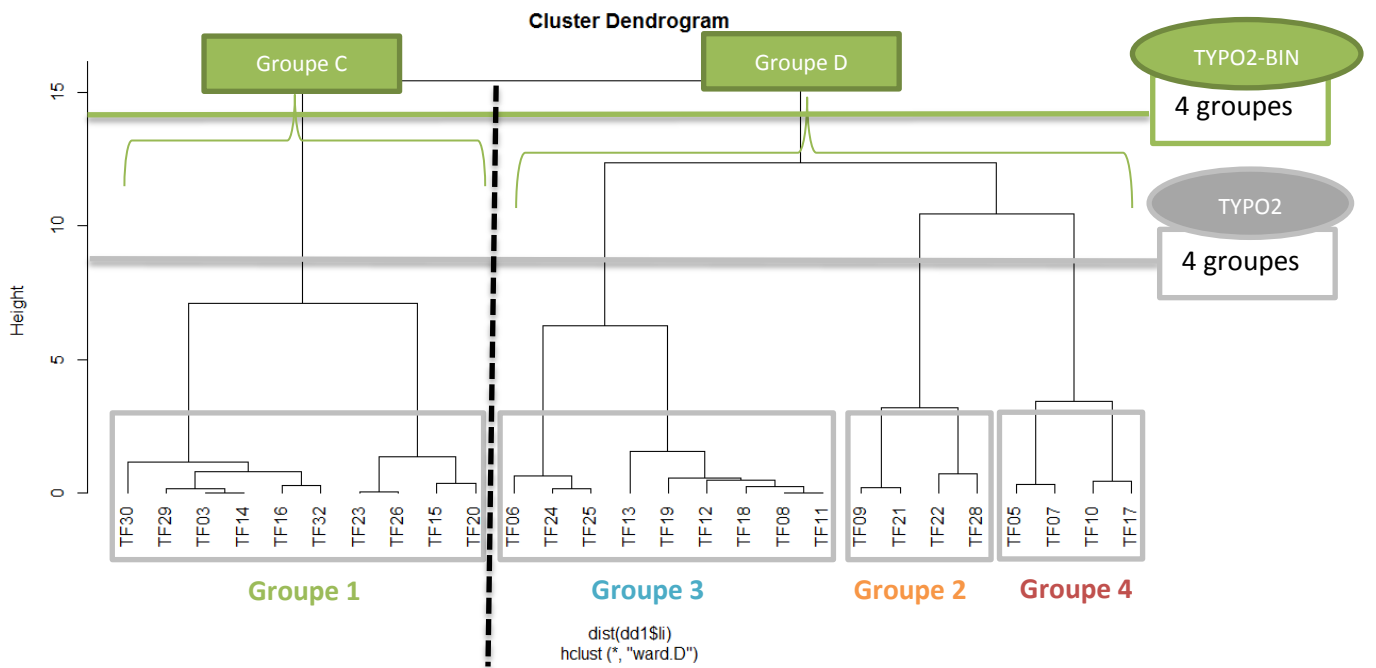 Cluster Dendrogram
Groupe C
Groupe D
TYPO2-BIN
4 groupes
TYPO2
4 groupes
Height
15
10
5
0
TF30
TF29
TF03
TF14
TF16
TF32
TF23
TF26
TF15
TF20
TF06
TF24
TF25
TF13
TF19
TF12
TF18
TF08
TF11
TF09
TF21
TF22
TF28
TF05
TF07
TF10
TF17
Groupe 1
Groupe 3
Groupe 2
Groupe 4
dist(dd1$li)
hclust (*, "ward.D")